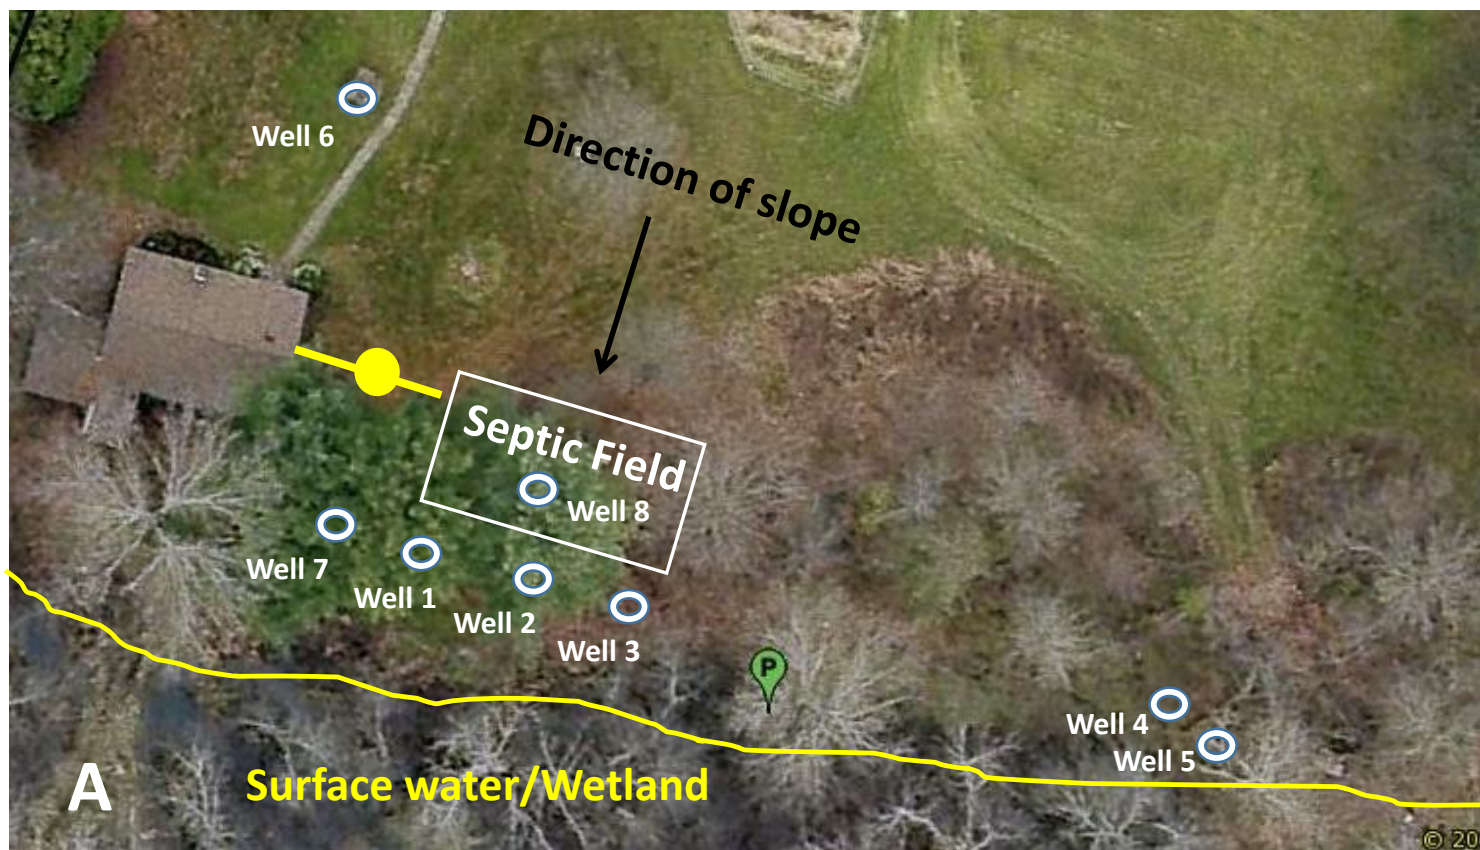 Well 6
Direction of slope
Septic Field
Well 8
Well 7
Well 1
Well 2
Well 3
P
Well 4
Well 5
A
Surface water/Wetland
© 20